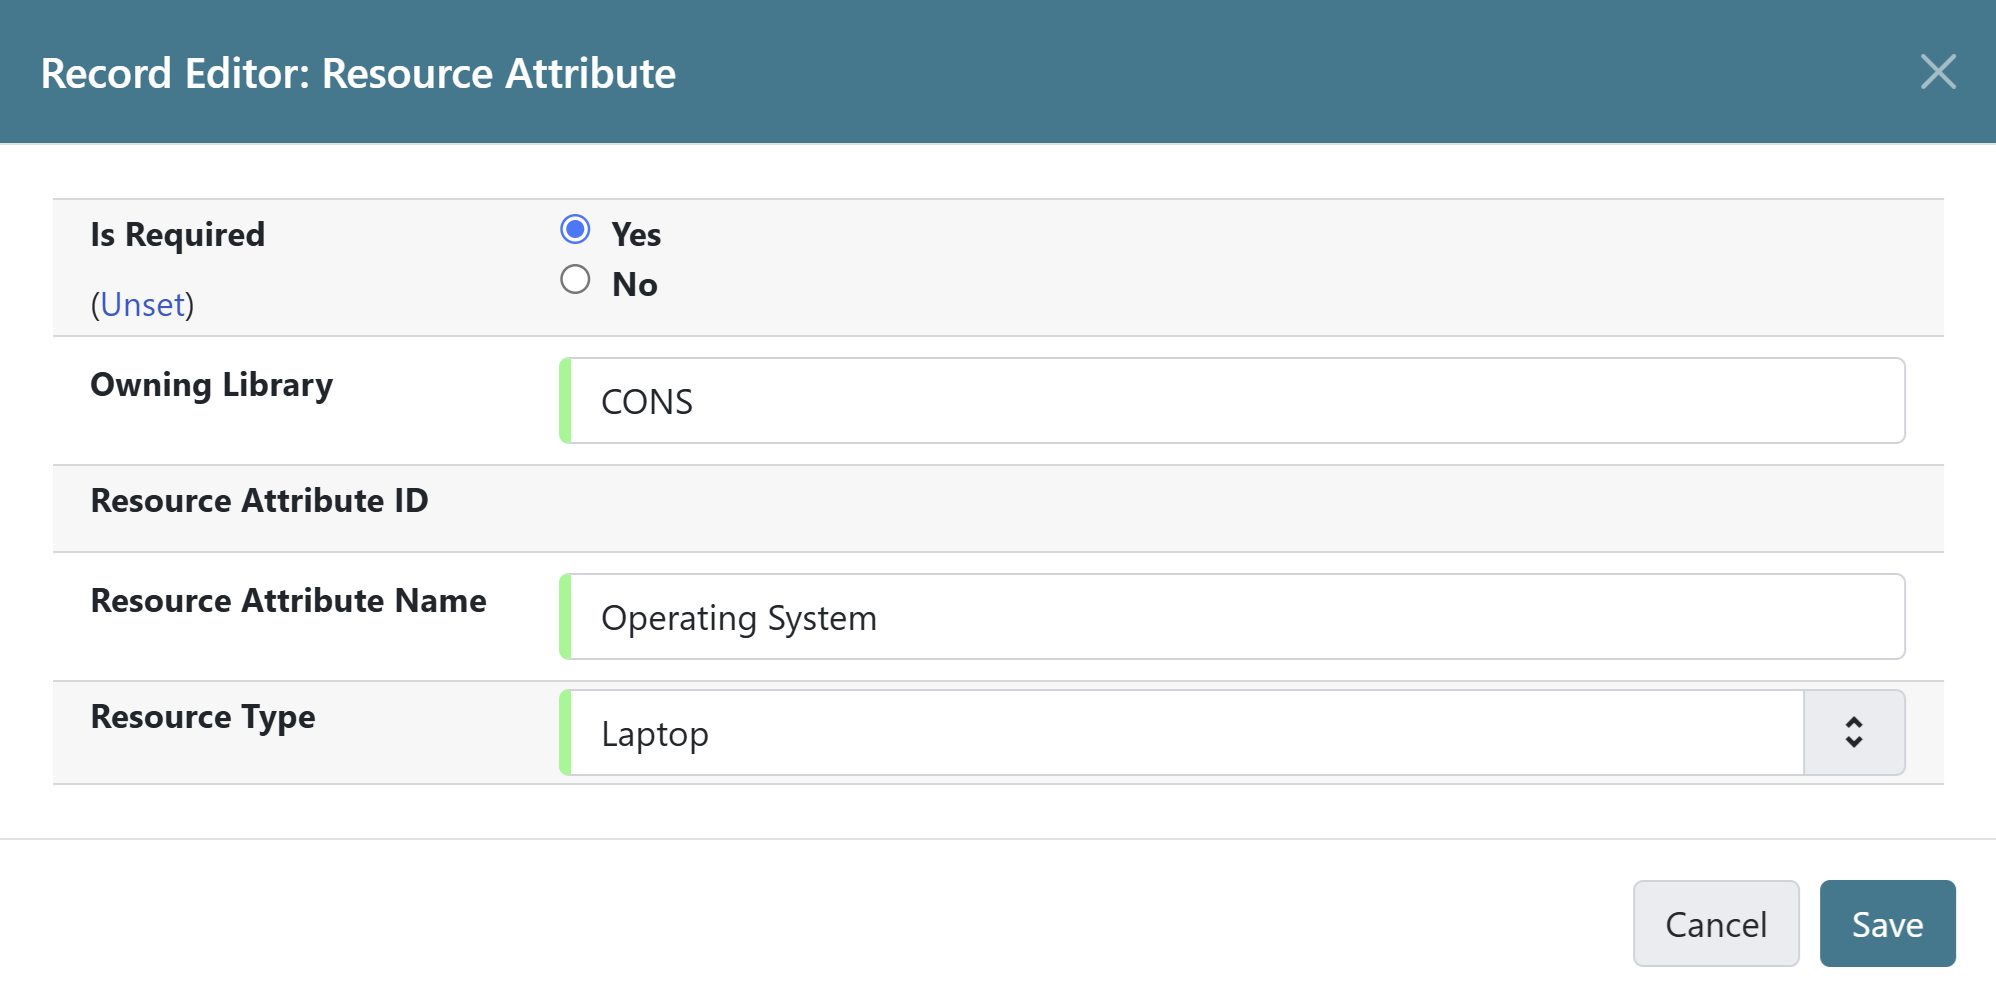 Record Editor: Resource Attribute
Is Required
Yes
No
(Unset)
Owning Library
CONS
Resource Attribute ID
Resource Attribute Name
Operating System
Resource Type
Laptop
Cancel
Save